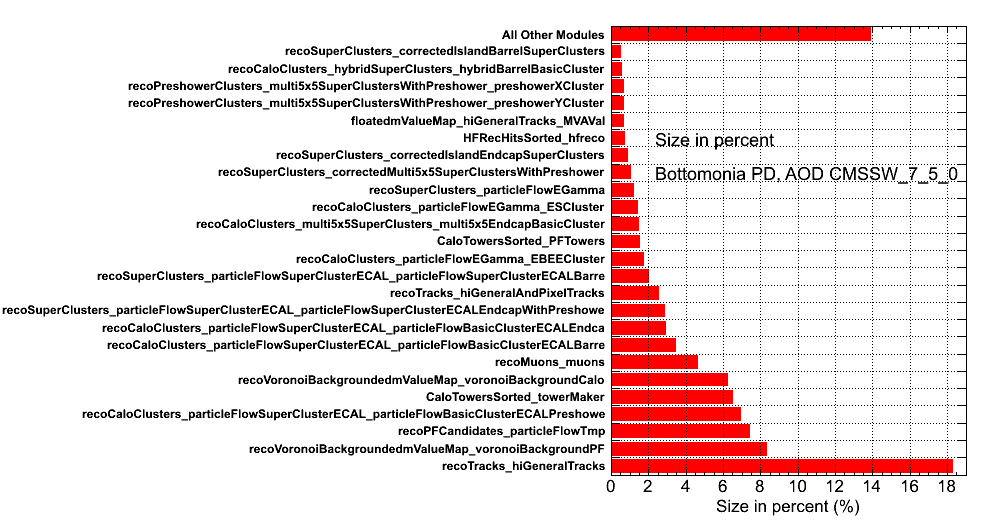 All Other Modules
recoSuperClusters_correctedIslandBarrelSuperClusters
recoCaloClusters_hybridSuperClusters_hybridBarrelBasicCluster
recoPreshowerClusters_multi5x5SuperClustersWithPreshower_preshowerXCluster
recoPreshowerClusters_multi5x5SuperClustersWithPreshower_preshowerYCluster
floatedmValueMap_hiGeneralTracks_MVAVal
HFRecHitsSorted_hfreco
Size in percent
recoSuperClusters_correctedIslandEndcapSuperClusters
recoSuperClusters_correctedMulti5x5SuperClustersWithPreshower
Bottomonia PD, AOD CMSSW_7_5_0
recoSuperClusters_particleFlowEGamma
recoCaloClusters_particleFlowEGamma_ESCluster
recoCaloClusters_multi5x5SuperClusters_multi5x5EndcapBasicCluster
CaloTowersSorted_PFTowers
recoCaloClusters_particleFlowEGamma_EBEECluster
recoSuperClusters_particleFlowSuperClusterECAL_particleFlowSuperClusterECALBarre
recoTracks_hiGeneralAndPixelTracks
recoSuperClusters_particleFlowSuperClusterECAL_particleFlowSuperClusterECALEndcapWithPreshowe
recoCaloClusters_particleFlowSuperClusterECAL_particleFlowBasicClusterECALEndca
recoCaloClusters_particleFlowSuperClusterECAL_particleFlowBasicClusterECALBarre
recoMuons_muons
recoVoronoiBackgroundedmValueMap_voronoiBackgroundCalo
CaloTowersSorted_towerMaker
recoCaloClusters_particleFlowSuperClusterECAL_particleFlowBasicClusterECALPreshowe
recoPFCandidates_particleFlowTmp
recoVoronoiBackgroundedmValueMap_voronoiBackgroundPF
recoTracks_hiGeneralTracks
0 2 4 6 8 10 12 14 16 18
Size in percent (%)